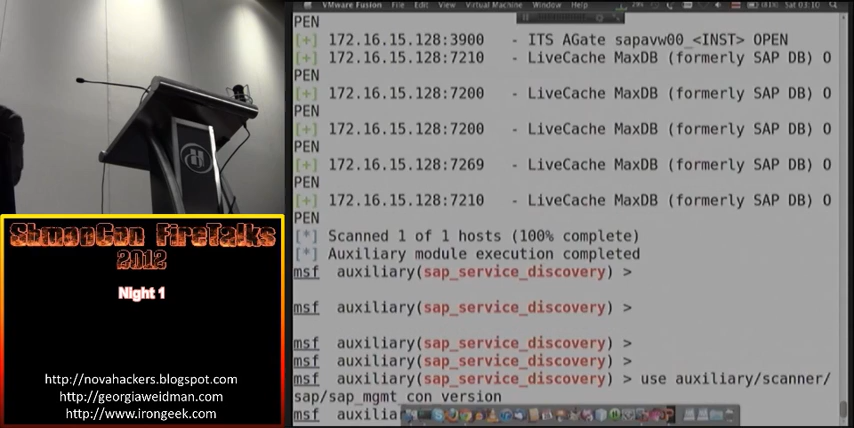 VMware Fusion File Edit View Virtual Machine Window Help Sat 03:10
PEN
[+] 172.16.15.128:3900 - ITS AGate sapavw00_<INST> OPEN
[+] 172.16.15.128:7210 - LiveCache MaxDB (formerly SAP DB) O
PEN
[+] 172.16.15.128:7200 - LiveCache MaxDB (formerly SAP DB) O
PEN
[+] 172.16.15.128:7200 - LiveCache MaxDB (formerly SAP DB) O
PEN
[+] 172.16.15.128:7269 - LiveCache MaxDB (formerly SAP DB) O
PEN
[+] 172.16.15.128:7210 - LiveCache MaxDB (formerly SAP DB) O
PEN
[*] Scanned 1 of 1 hosts (100% complete)
[*] Auxiliary module execution completed
msf auxiliary(sap_service_discovery) >
msf auxiliary(sap_service_discovery) >
msf auxiliary(sap_service_discovery) >
msf auxiliary(sap_service_discovery) >
msf auxiliary(sap_service_discovery) > use auxiliary/scanner/
sap/sap_mgmt_con_version
msf auxilia
ShmooCon FireTalks
2012
Night 1
http://novahackers.blogspot.com
http://georgiaweidman.com
http://www.irongeek.com